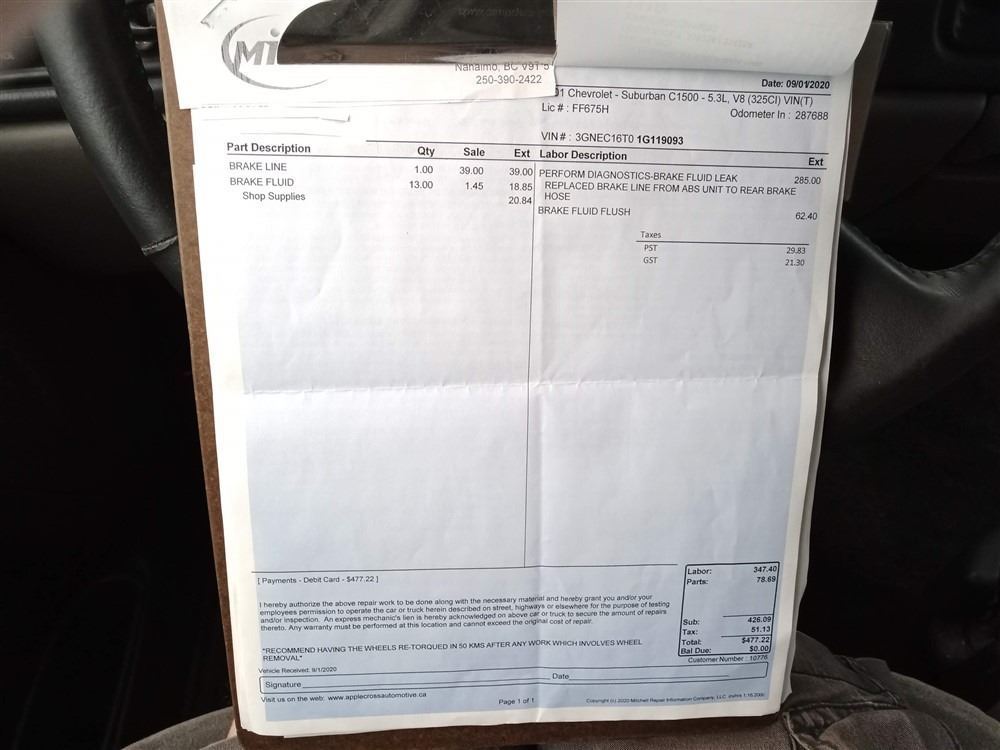 MI
Nanaimo, BC V9T 5
250-390-2422
Date: 09/01/2020
01 Chevrolet - Suburban C1500 - 5.3L, V8 (325CI) VIN(T)
Lic # : FF675H
Odometer In : 287688
VIN # : 3GNEC16T0 1G119093
Part Description Qty Sale Ext
BRAKE LINE 1.00 39.00 39.00
BRAKE FLUID 13.00 1.45 18.85
Shop Supplies 20.84
Labor Description Ext
PERFORM DIAGNOSTICS-BRAKE FLUID LEAK 285.00
REPLACED BRAKE LINE FROM ABS UNIT TO REAR BRAKE
HOSE
BRAKE FLUID FLUSH 62.40
Taxes
PST 29.83
GST 21.30
[ Payments - Debit Card - $477.22 ]
I hereby authorize the above repair work to be done along with the necessary material and hereby grant you and/or your
employees permission to operate the car or truck herein described on street, highways or elsewhere for the purpose of testing
and/or inspection. An express mechanic's lien is hereby acknowledged on above car or truck to secure the amount of repairs
thereto. Any warranty must be performed at this location and cannot exceed the original cost of repair.
*RECOMMEND HAVING THE WHEELS RE-TORQUED IN 50 KMS AFTER ANY WORK WHICH INVOLVES WHEEL
REMOVAL*
Labor: 347.40
Parts: 78.69
Sub: 426.09
Tax: 51.13
Total: $477.22
Bal Due: $0.00
Customer Number : 10776
Vehicle Received: 9/1/2020
Signature Date
Visit us on the web: www.applecrossautomotive.ca
Page 1 of 1
Copyright (c) 2020 Mitchell Repair Information Company, LLC